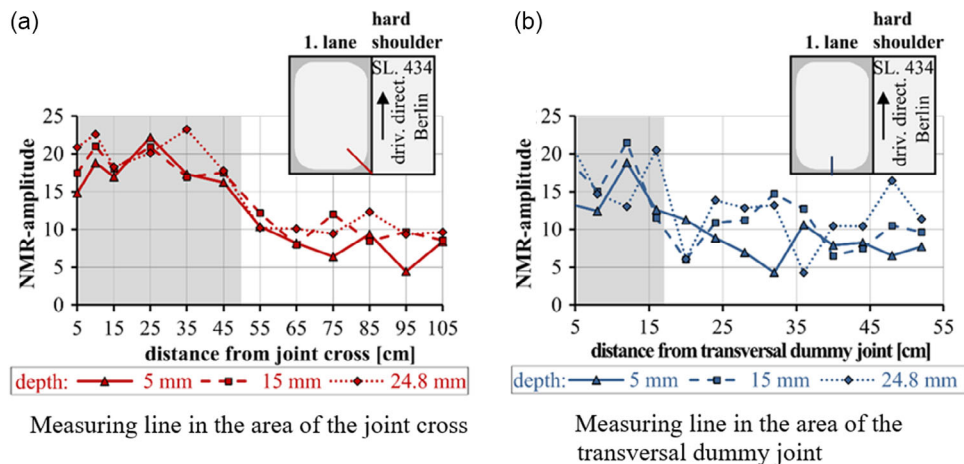 (a)
1. lane
hard
shoulder
SL. 434
driv. direct.
Berlin
NMR-amplitude
25
20
15
10
5
0
5 15 25 35 45 55 65 75 85 95 105
distance from joint cross [cm]
depth: 5 mm 15 mm 24.8 mm
Measuring line in the area of the joint cross
(b)
1. lane
hard
shoulder
SL. 434
driv. direct.
Berlin
NMR-amplitude
25
20
15
10
5
0
5 15 25 35 45 55
distance from transversal dummy joint [cm]
depth: 5 mm 15 mm 24.8 mm
Measuring line in the area of the
transversal dummy joint